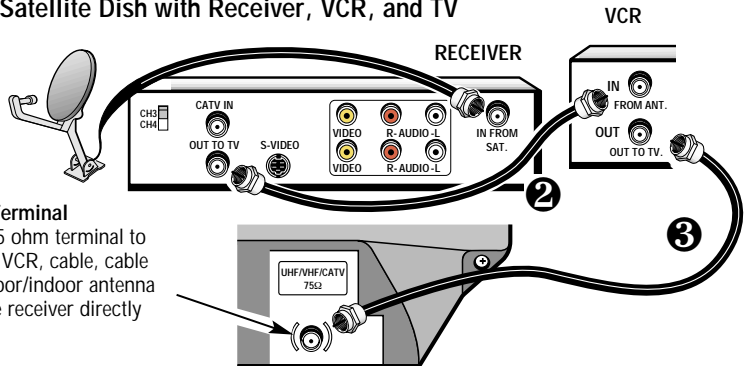 Satellite Dish with Receiver, VCR, and TV
VCR
RECEIVER
CH3
CH4
CATV IN
OUT TO TV
S-VIDEO
VIDEO R- AUDIO -L
VIDEO R- AUDIO -L
IN FROM
SAT.
IN
FROM ANT.
OUT
OUT TO TV.
2
3
Terminal
5 ohm terminal to
VCR, cable, cable
oor/indoor antenna
receiver directly
UHF/VHF/CATV
75Ω